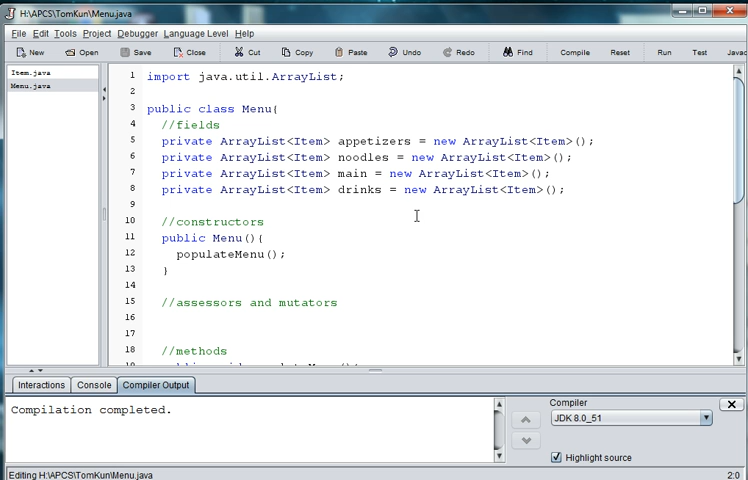 H:\APCS\TomKun\Menu.java
File Edit Tools Project Debugger Language Level Help
New Open Save Close Cut Copy Paste Undo Redo Find Compile Reset Run Test Javac
Item.java
Menu.java
1 import java.util.ArrayList;
2
3 public class Menu{
4 //fields
5 private ArrayList<Item> appetizers = new ArrayList<Item>();
6 private ArrayList<Item> noodles = new ArrayList<Item>();
7 private ArrayList<Item> main = new ArrayList<Item>();
8 private ArrayList<Item> drinks = new ArrayList<Item>();
9
10 //constructors
11 public Menu(){
12 populateMenu();
13 }
14
15 //assessors and mutators
16
17
18 //methods
Interactions Console Compiler Output
Compilation completed.
Compiler
JDK 8.0_51
Highlight source
Editing H:\APCS\TomKun\Menu.java
2:0